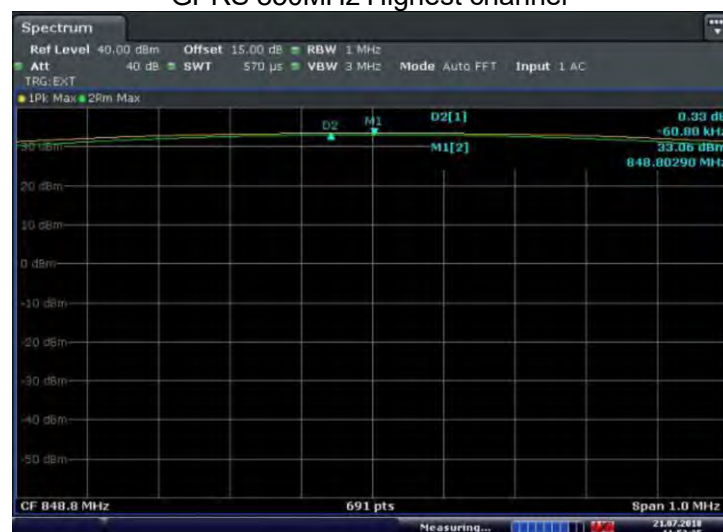 GPRS 850MHz Highest channel
Spectrum
Ref Level 40.00 dBm Offset 15.00 dB RBW 1 MHz
Att 40 dB SWT 570 µs VBW 3 MHz Mode Auto FFT Input 1 AC
TRG:EXT
1Pk Max 2Rm Max
D2[1] 0.33 dB
-60.80 kHz
D2 M1
30 dBm
M1[2] 33.06 dBm
848.80290 MHz
20 dBm
10 dBm
0 dBm
-10 dBm
-20 dBm
-30 dBm
-40 dBm
-50 dBm
CF 848.8 MHz 691 pts Span 1.0 MHz
Measuring... 21.07.2018